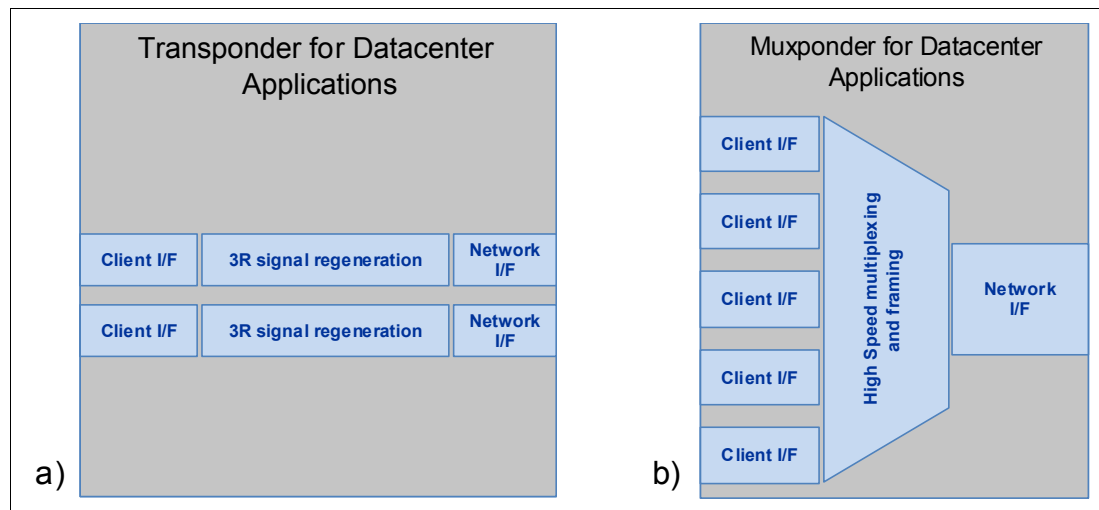 Transponder for Datacenter
Applications
Client I/F
3R signal regeneration
Network
I/F
Client I/F
3R signal regeneration
Network
I/F
a)
Muxponder for Datacenter
Applications
Client I/F
Client I/F
Client I/F
Client I/F
Client I/F
High Speed multiplexing
and framing
Network
I/F
b)